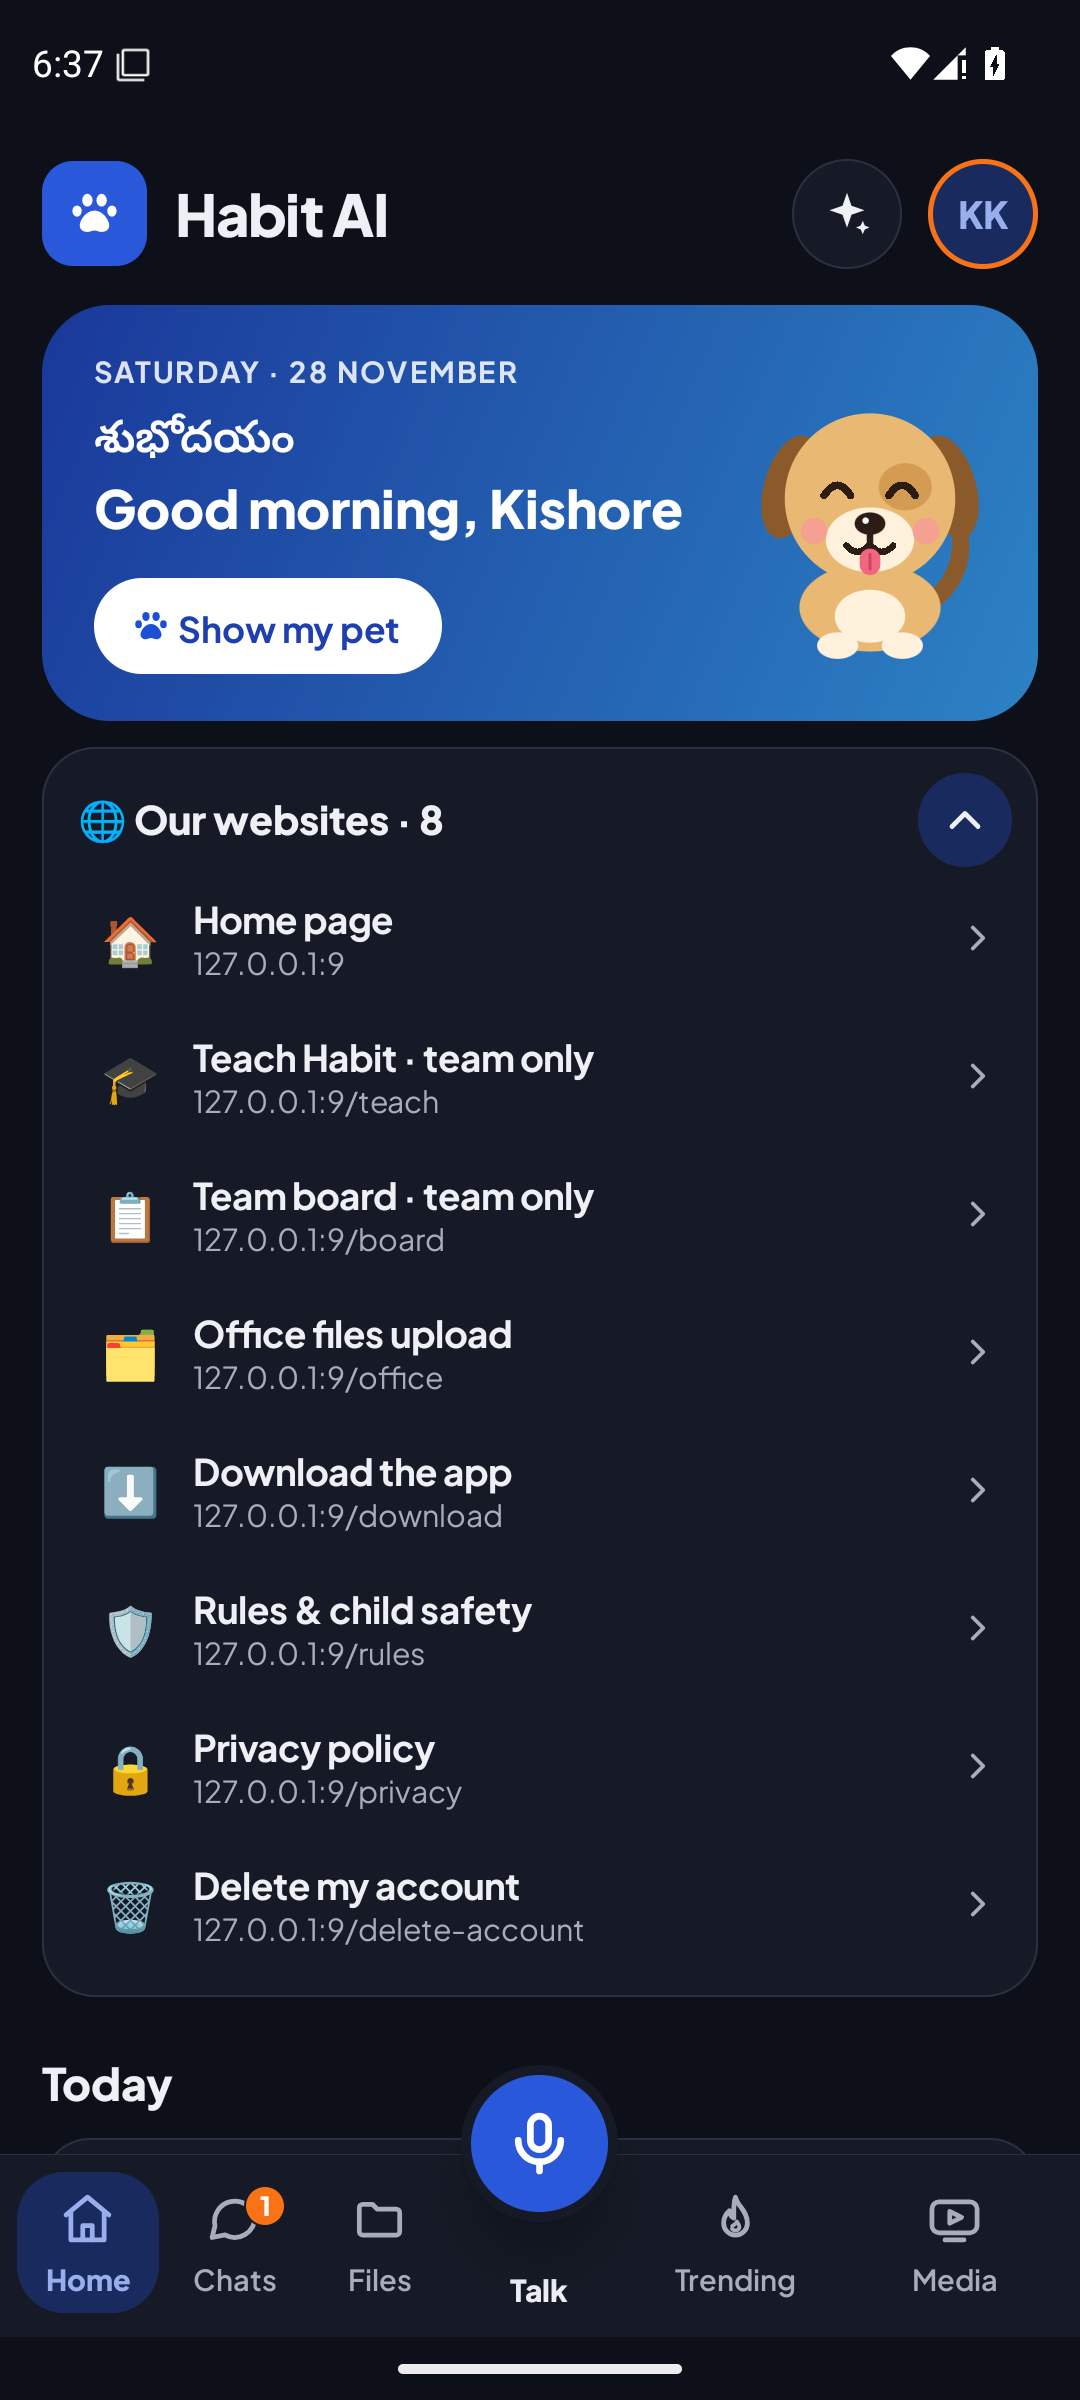 6:37
Habit AI
KK
SATURDAY · 28 NOVEMBER
శుభోదయం
Good morning, Kishore
Show my pet
Our websites · 8
Home page
127.0.0.1:9
Teach Habit · team only
127.0.0.1:9/teach
Team board · team only
127.0.0.1:9/board
Office files upload
127.0.0.1:9/office
Download the app
127.0.0.1:9/download
Rules & child safety
127.0.0.1:9/rules
Privacy policy
127.0.0.1:9/privacy
Delete my account
127.0.0.1:9/delete-account
Today
1
Home
Chats
Files
Talk
Trending
Media